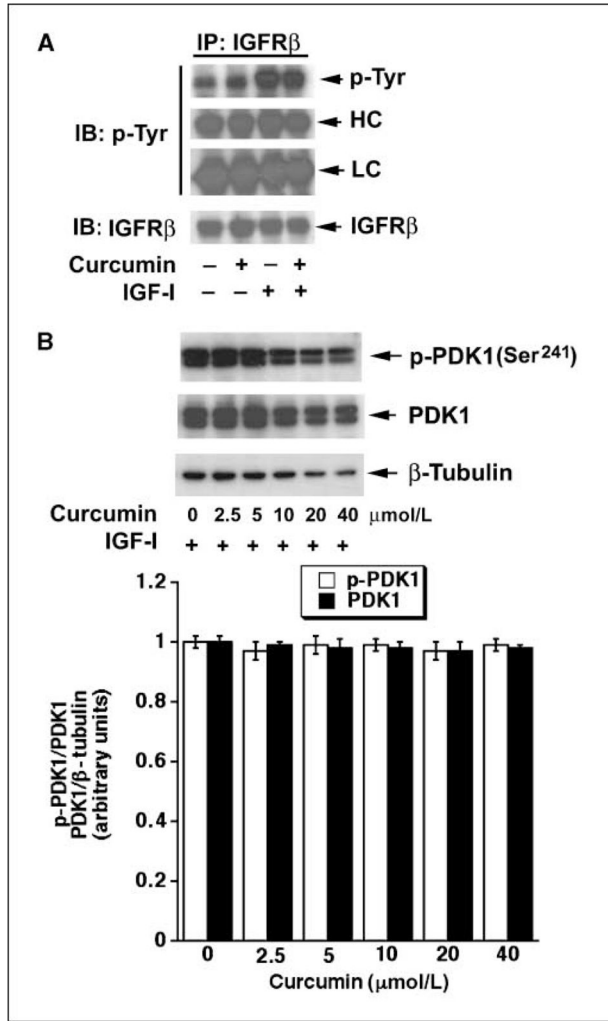 A
IP: IGFRβ
p-Tyr
IB: p-Tyr
HC
LC
IB: IGFRβ
IGFRβ
Curcumin – + – +
IGF-I – – + +
B
p-PDK1(Ser241)
PDK1
β-Tubulin
Curcumin 0 2.5 5 10 20 40 μmol/L
IGF-I + + + + + +
p-PDK1
PDK1
1.2
1
0.8
0.6
0.4
0.2
0
p-PDK1/PDK1
PDK1/β-tubulin
(arbitrary units)
0 2.5 5 10 20 40
Curcumin (μmol/L)